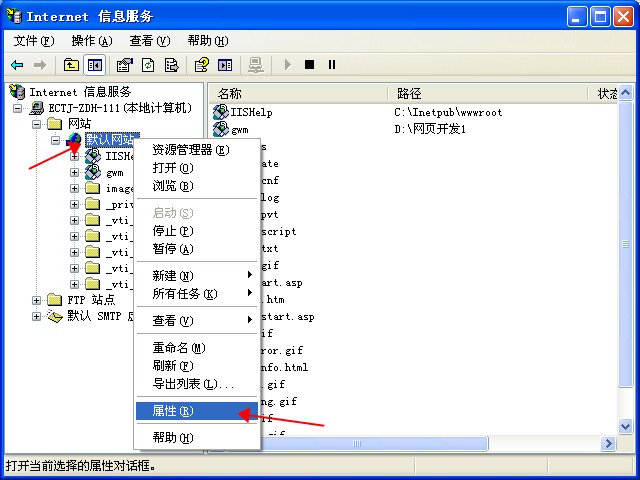 Internet 信息服务
文件(F) 操作(A) 查看(V) 帮助(H)
Internet 信息服务
ECTJ-ZDH-111(本地计算机)
网站
默认网站
IISHe
gwm
image
_priv
_vti_
_vti_
_vti_
_vti_
_vti_
FTP 站点
默认 SMTP
资源管理器(E)
打开(O)
浏览(B)
启动(S)
停止(P)
暂停(A)
新建(N)
所有任务(K)
查看(V)
重命名(M)
刷新(F)
导出列表(L)...
属性(R)
帮助(H)
名称 路径 状态
IISHelp C:\Inetpub\wwwroot
gwm D:\网页开发1
s
ate
cnf
log
pvt
script
txt
gif
tart.asp
.htm
start.asp
if
ror.gif
nfo.html
.gif
ng.gif
if
.gif
打开当前选择的属性对话框。